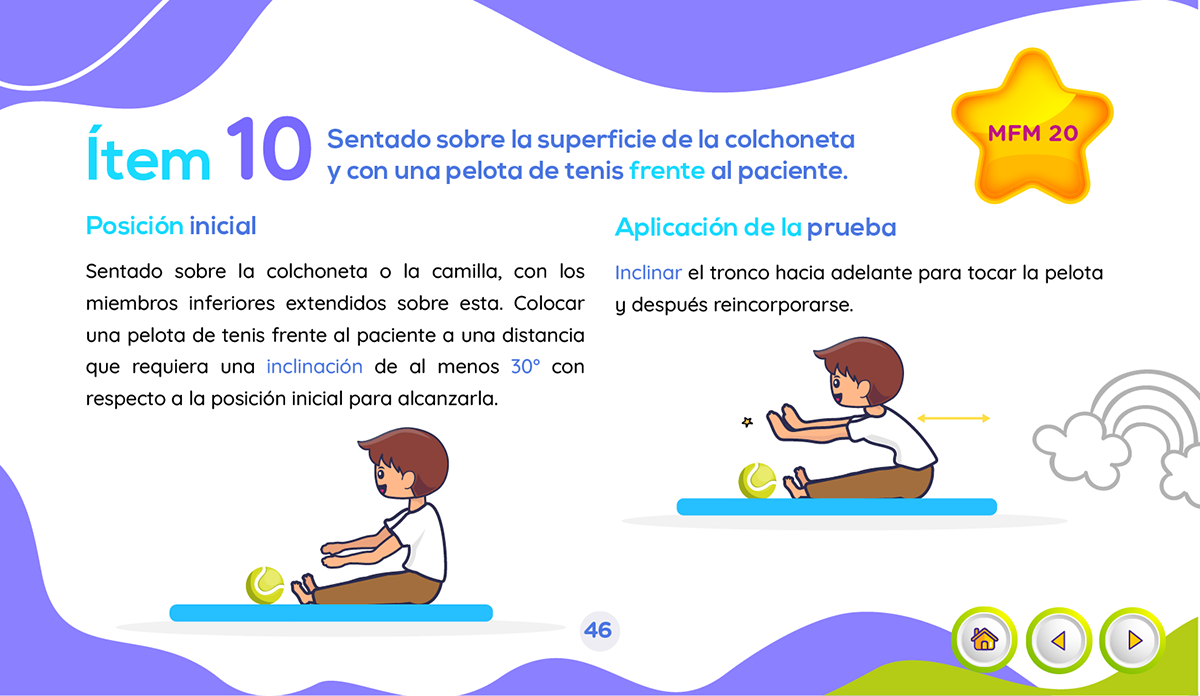 Ítem 10
Sentado sobre la superficie de la colchoneta
y con una pelota de tenis frente al paciente.
MFM 20
Posición inicial
Sentado sobre la colchoneta o la camilla, con los
miembros inferiores extendidos sobre esta. Colocar
una pelota de tenis frente al paciente a una distancia
que requiera una inclinación de al menos 30° con
respecto a la posición inicial para alcanzarla.
Aplicación de la prueba
Inclinar el tronco hacia adelante para tocar la pelota
y después reincorporarse.
46